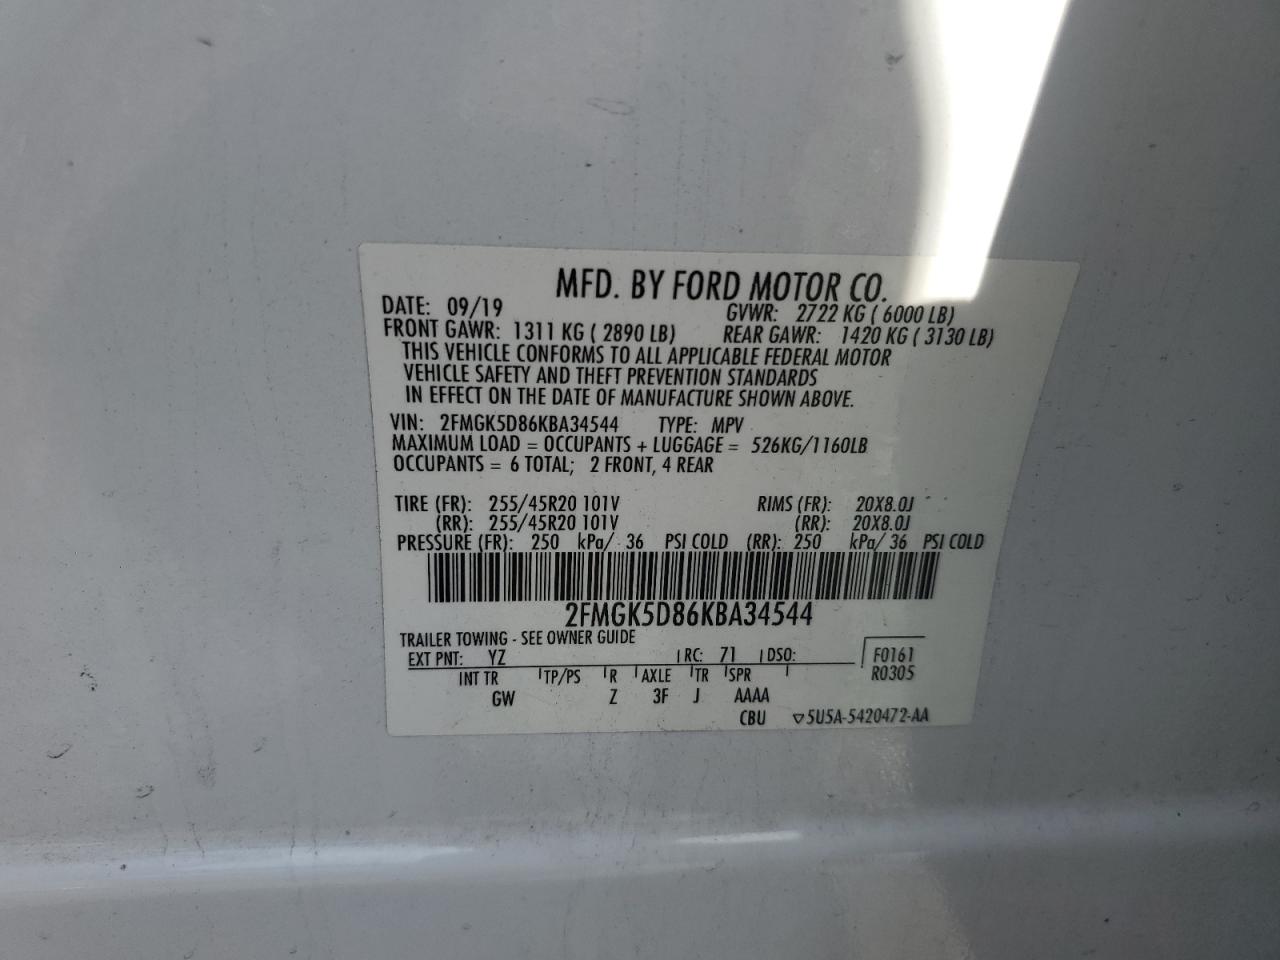 MFD. BY FORD MOTOR CO.
DATE: 09/19 GVWR: 2722 KG ( 6000 LB)
FRONT GAWR: 1311 KG ( 2890 LB) REAR GAWR: 1420 KG ( 3130 LB)
THIS VEHICLE CONFORMS TO ALL APPLICABLE FEDERAL MOTOR
VEHICLE SAFETY AND THEFT PREVENTION STANDARDS
IN EFFECT ON THE DATE OF MANUFACTURE SHOWN ABOVE.
VIN: 2FMGK5D86KBA34544 TYPE: MPV
MAXIMUM LOAD = OCCUPANTS + LUGGAGE = 526KG/1160LB
OCCUPANTS = 6 TOTAL; 2 FRONT, 4 REAR
TIRE (FR): 255/45R20 101V RIMS (FR): 20X8.0J
(RR): 255/45R20 101V (RR): 20X8.0J
PRESSURE (FR): 250 kPa/ 36 PSI COLD (RR): 250 kPa/ 36 PSI COLD
2FMGK5D86KBA34544
TRAILER TOWING - SEE OWNER GUIDE
EXT PNT: YZ RC: 71 DSO: F0161
INT TR TP/PS R AXLE TR SPR R0305
GW Z 3F J AAAA
CBU ▽5U5A-5420472-AA